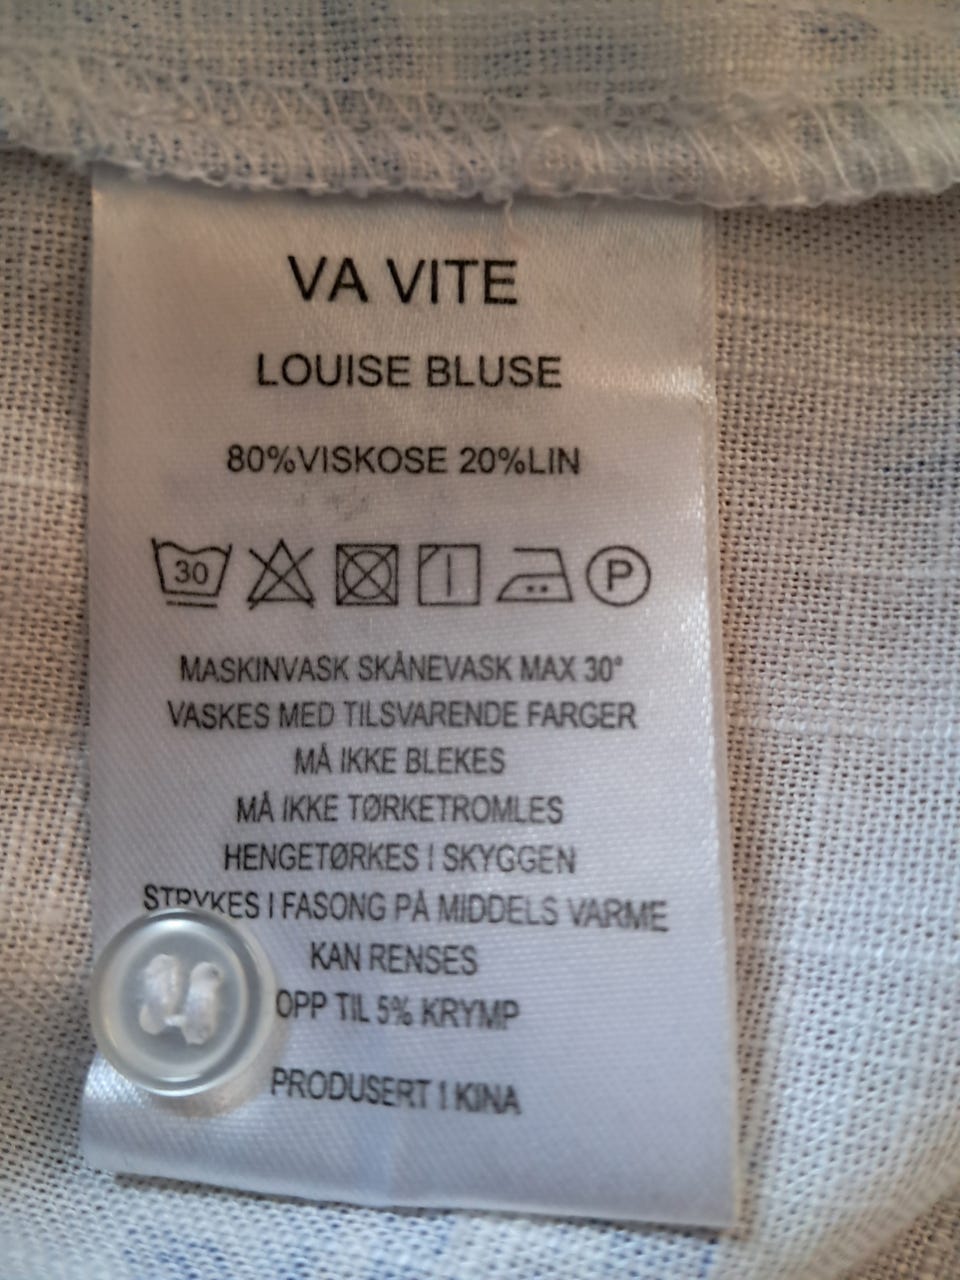 VA VITE
LOUISE BLUSE
80%VISKOSE 20%LIN
30 P
MASKINVASK SKÅNEVASK MAX 30°
VASKES MED TILSVARENDE FARGER
MÅ IKKE BLEKES
MÅ IKKE TØRKETROMLES
HENGETØRKES I SKYGGEN
STRYKES I FASONG PÅ MIDDELS VARME
KAN RENSES
OPP TIL 5% KRYMP
PRODUSERT I KINA